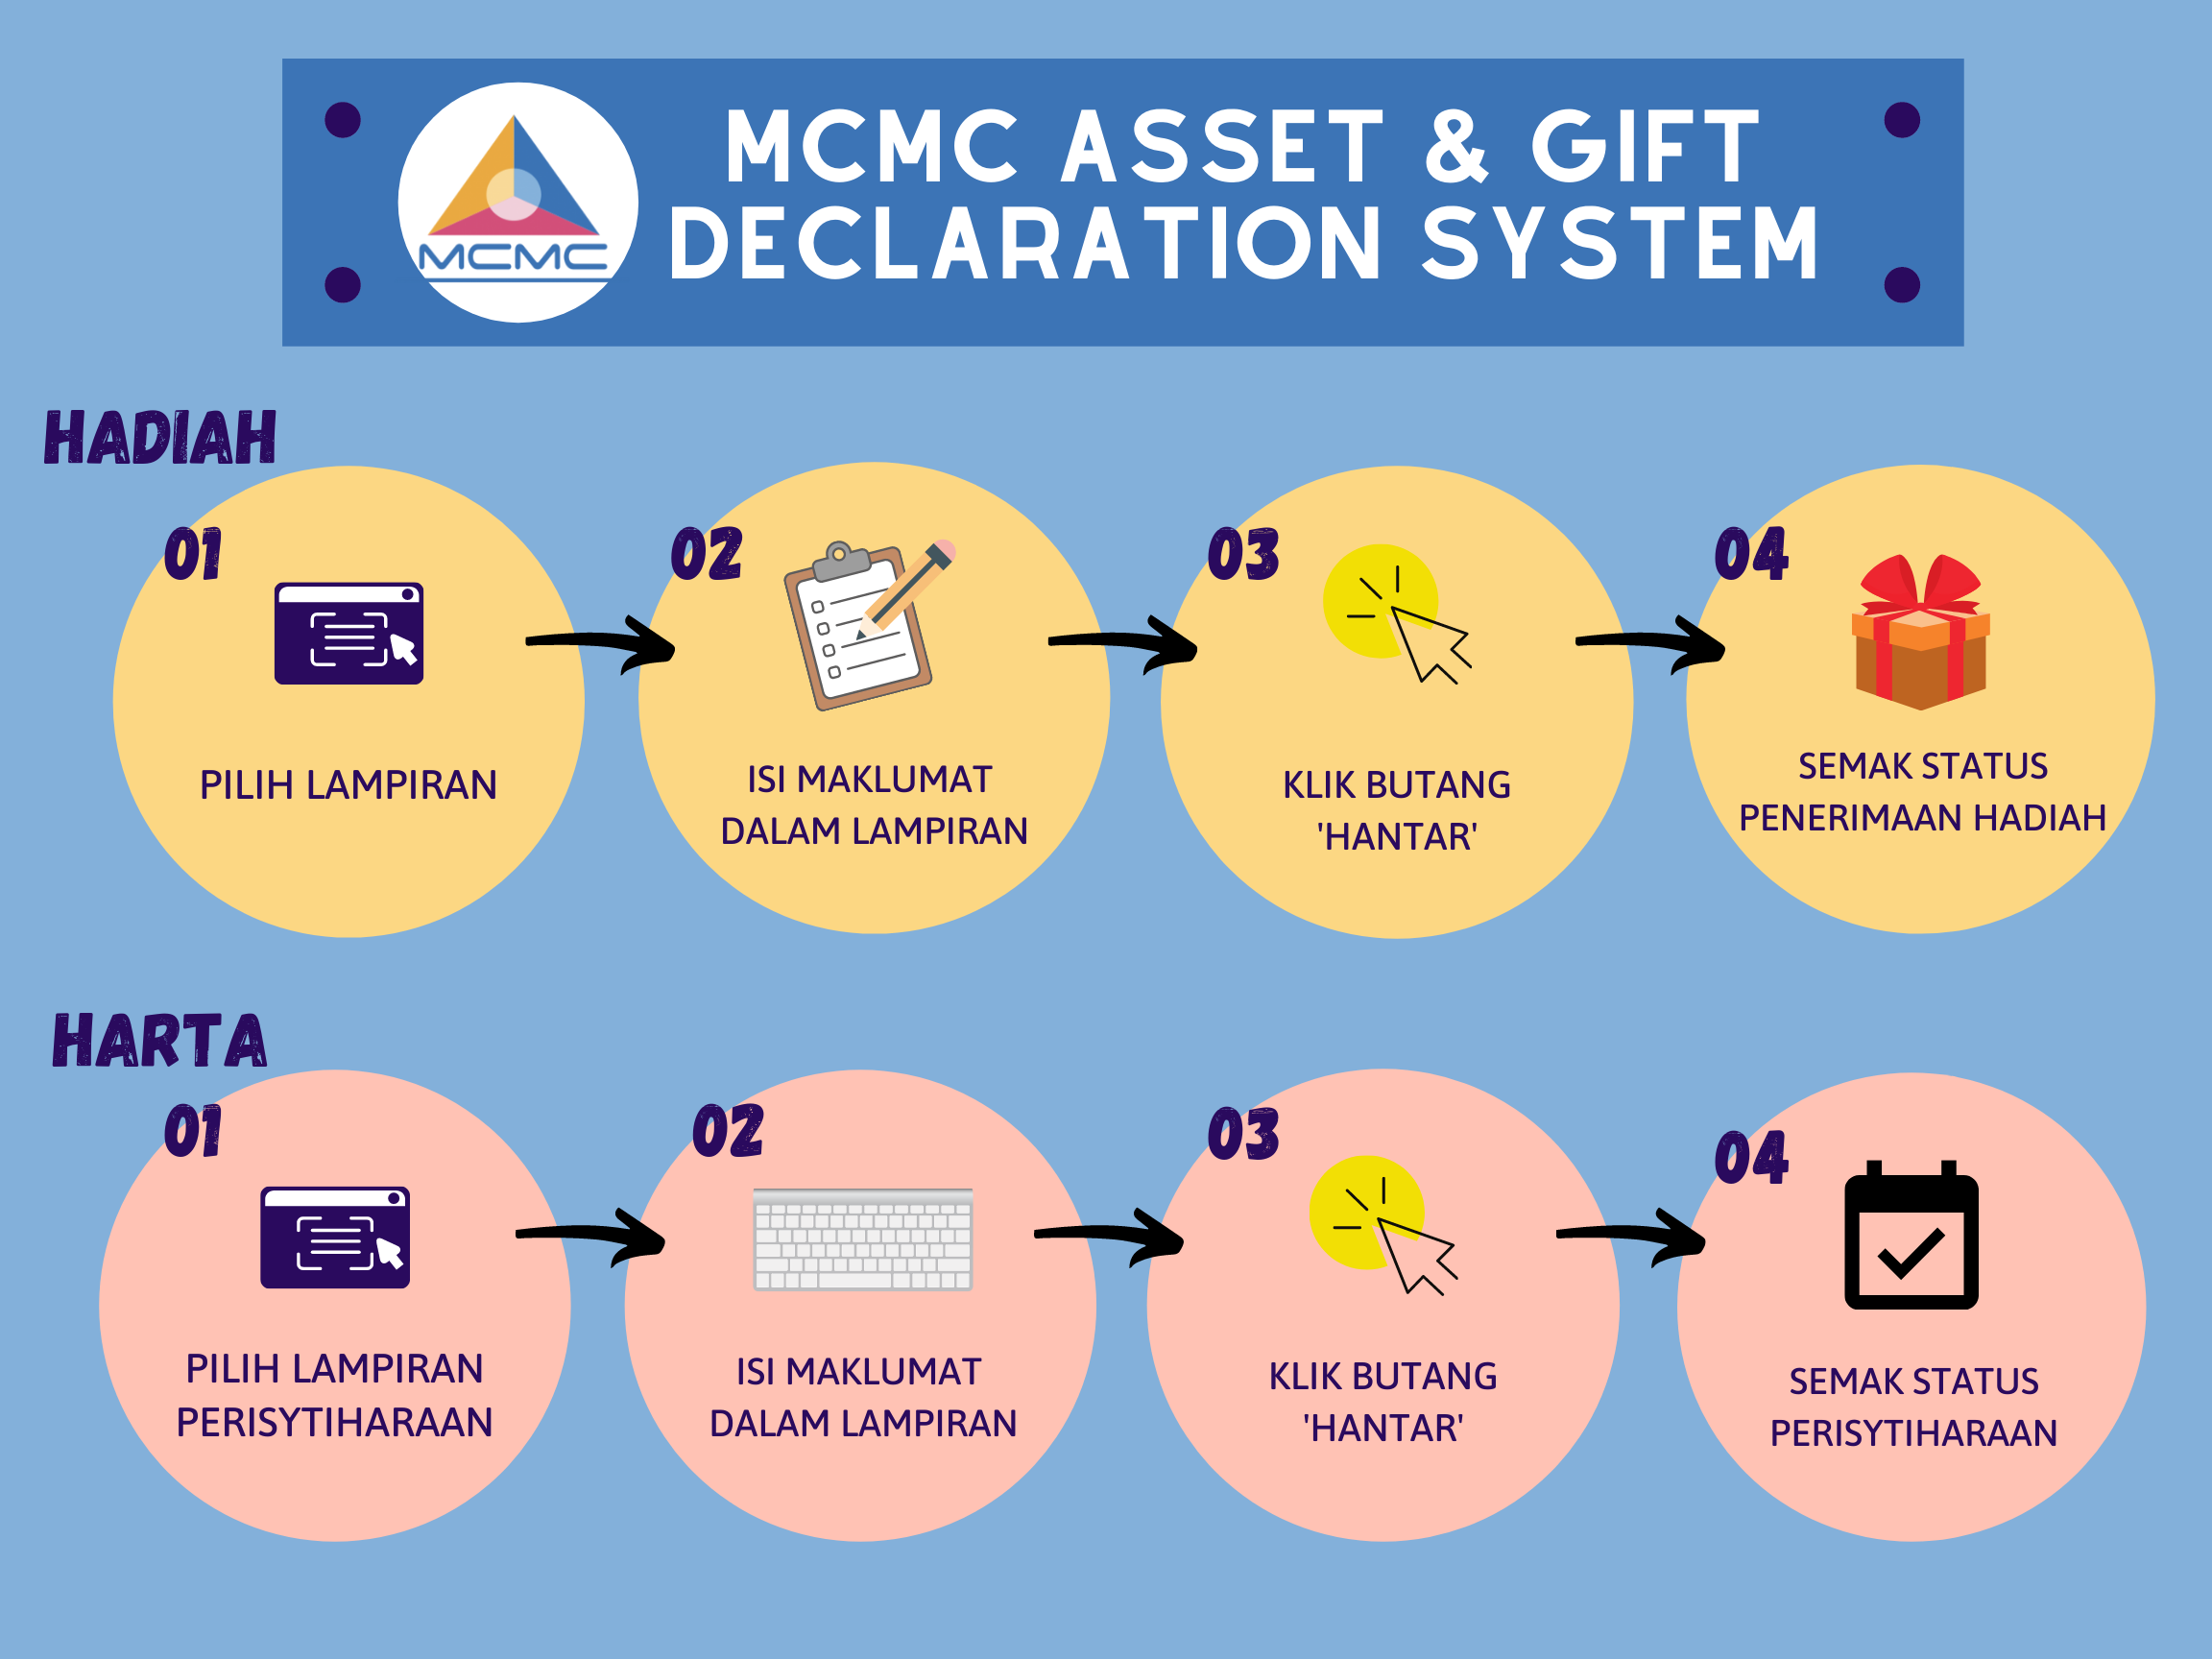 MCMC
MCMC ASSET & GIFT
DECLARATION SYSTEM
HADIAH
01
PILIH LAMPIRAN
02
ISI MAKLUMAT
DALAM LAMPIRAN
03
KLIK BUTANG
'HANTAR'
04
SEMAK STATUS
PENERIMAAN HADIAH
HARTA
01
PILIH LAMPIRAN
PERISYTIHARAAN
02
ISI MAKLUMAT
DALAM LAMPIRAN
03
KLIK BUTANG
'HANTAR'
04
SEMAK STATUS
PERISYTIHARAAN